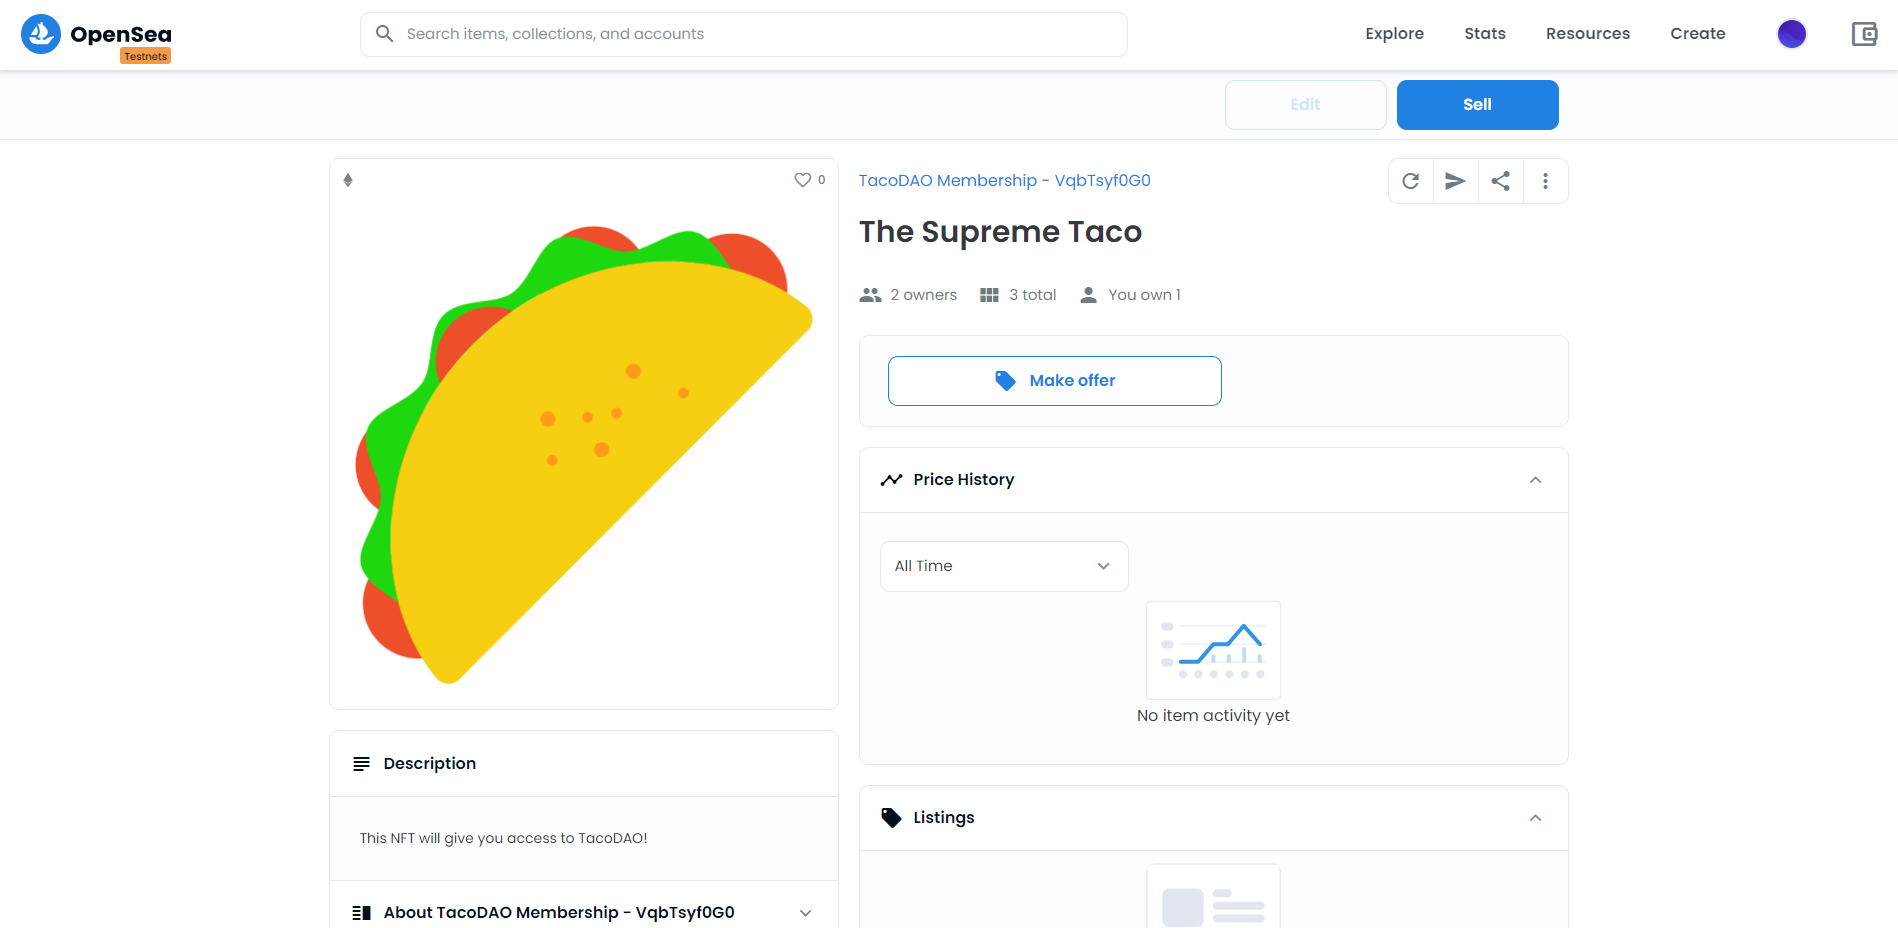 OpenSea
Testnets
Search items, collections, and accounts
Explore
Stats
Resources
Create
Edit
Sell
0
TacoDAO Membership - VqbTsyf0G0
The Supreme Taco
2 owners
3 total
You own 1
Make offer
Price History
All Time
No item activity yet
Description
This NFT will give you access to TacoDAO!
About TacoDAO Membership - VqbTsyf0G0
Listings